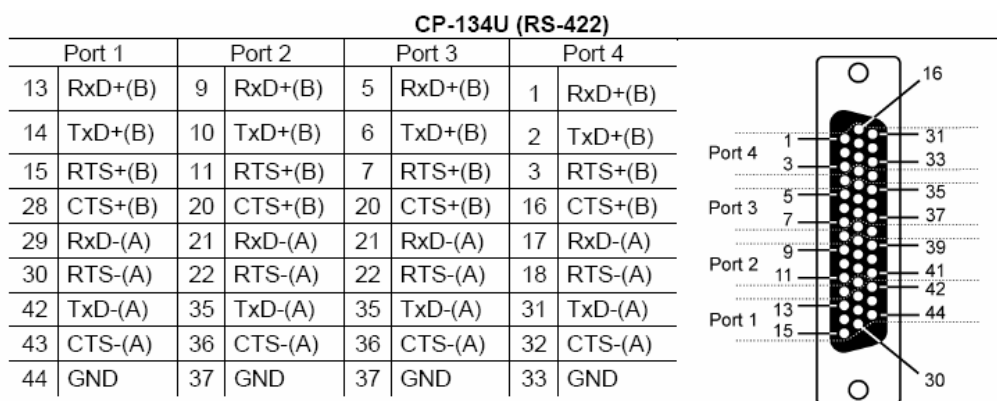 CP-134U (RS-422)
Port 1 Port 2 Port 3 Port 4
13 RxD+(B) 9 RxD+(B) 5 RxD+(B) 1 RxD+(B)
14 TxD+(B) 10 TxD+(B) 6 TxD+(B) 2 TxD+(B)
15 RTS+(B) 11 RTS+(B) 7 RTS+(B) 3 RTS+(B)
28 CTS+(B) 20 CTS+(B) 20 CTS+(B) 16 CTS+(B)
29 RxD-(A) 21 RxD-(A) 21 RxD-(A) 17 RxD-(A)
30 RTS-(A) 22 RTS-(A) 22 RTS-(A) 18 RTS-(A)
42 TxD-(A) 35 TxD-(A) 35 TxD-(A) 31 TxD-(A)
43 CTS-(A) 36 CTS-(A) 36 CTS-(A) 32 CTS-(A)
44 GND 37 GND 37 GND 33 GND
16
1 31
Port 4
3 33
5 35
Port 3
7 37
9 39
Port 2
11 41
42
13
Port 1 44
15
30